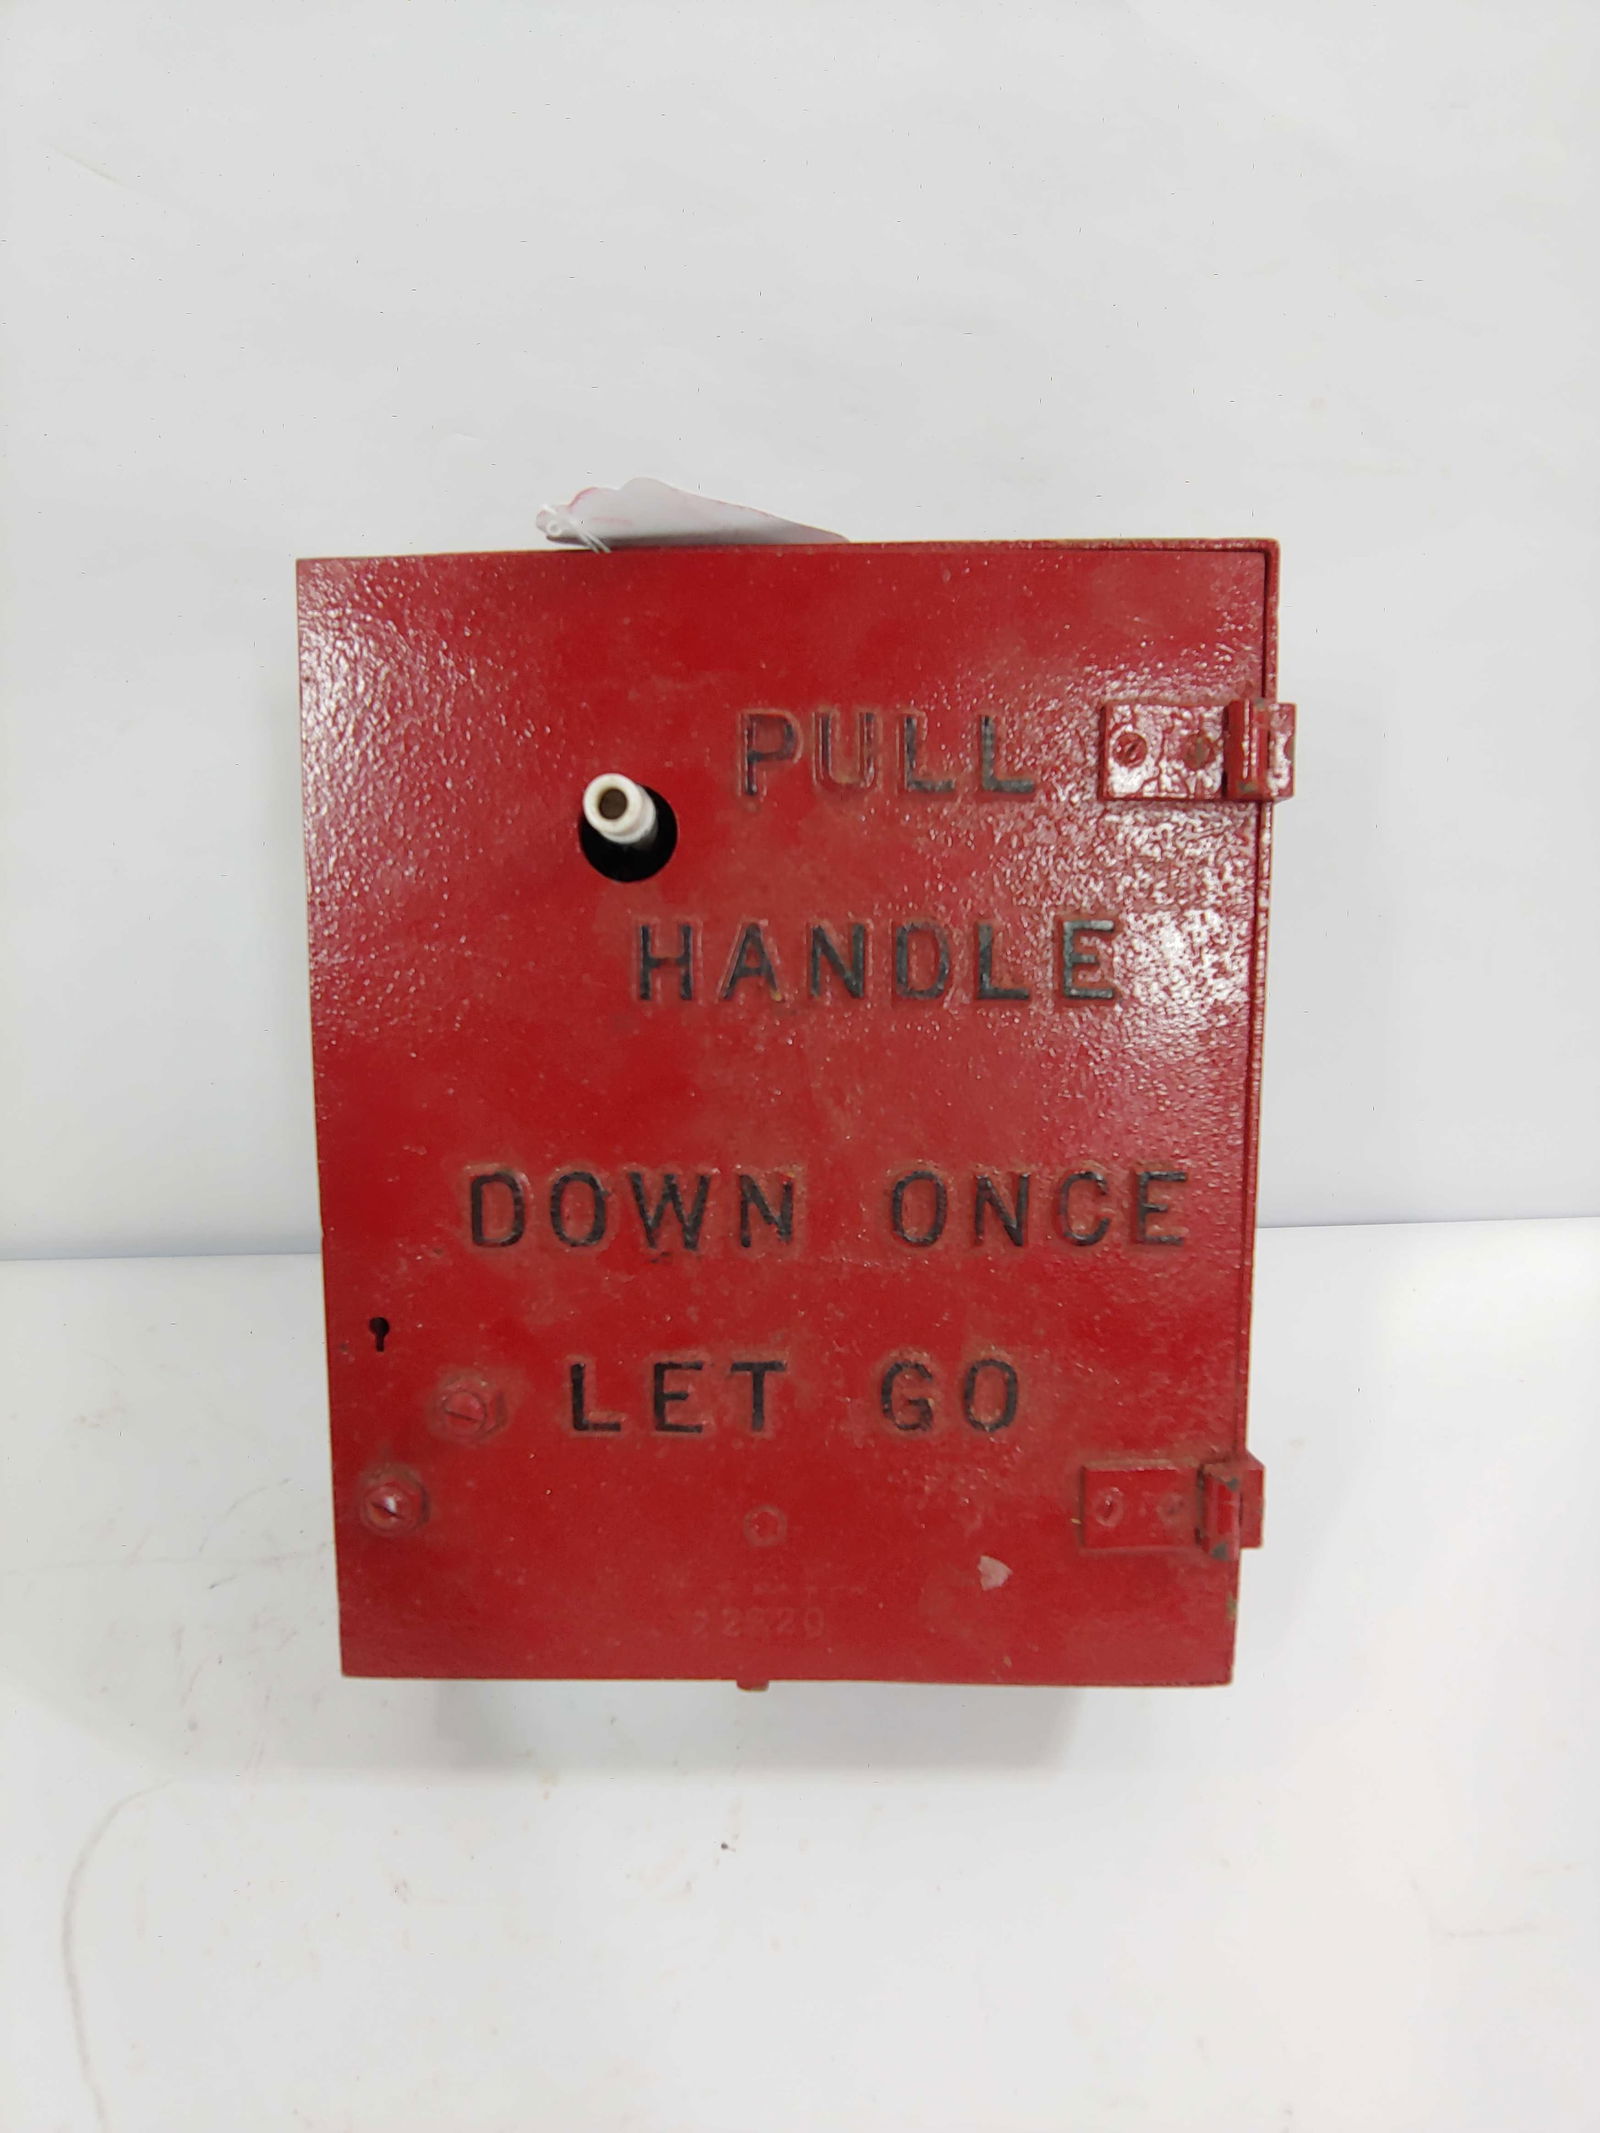 PULL
HANDLE
DOWN ONCE
LET GO